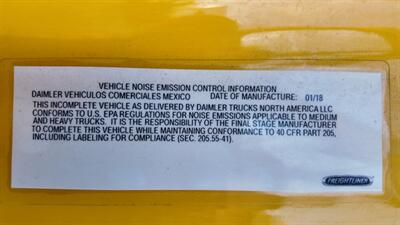 VEHICLE NOISE EMISSION CONTROL INFORMATION
DAIMLER VEHICULOS COMERCIALES MEXICO DATE OF MANUFACTURE: 01/18
THIS INCOMPLETE VEHICLE AS DELIVERED BY DAIMLER TRUCKS NORTH AMERICA LLC
CONFORMS TO U.S. EPA REGULATIONS FOR NOISE EMISSIONS APPLICABLE TO MEDIUM
AND HEAVY TRUCKS. IT IS THE RESPONSIBILITY OF THE FINAL STAGE MANUFACTURER
TO COMPLETE THIS VEHICLE WHILE MAINTAINING CONFORMANCE TO 40 CFR PART 205,
INCLUDING LABELING FOR COMPLIANCE (SEC. 205.55-41).
FREIGHTLINER